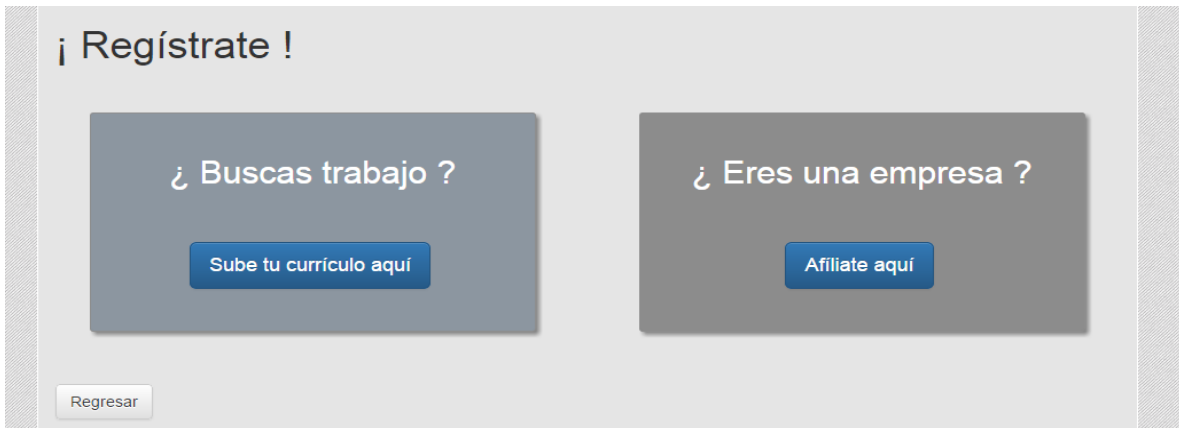 ¡ Regístrate !
¿ Buscas trabajo ?
Sube tu currículo aquí
¿ Eres una empresa ?
Afíliate aquí
Regresar